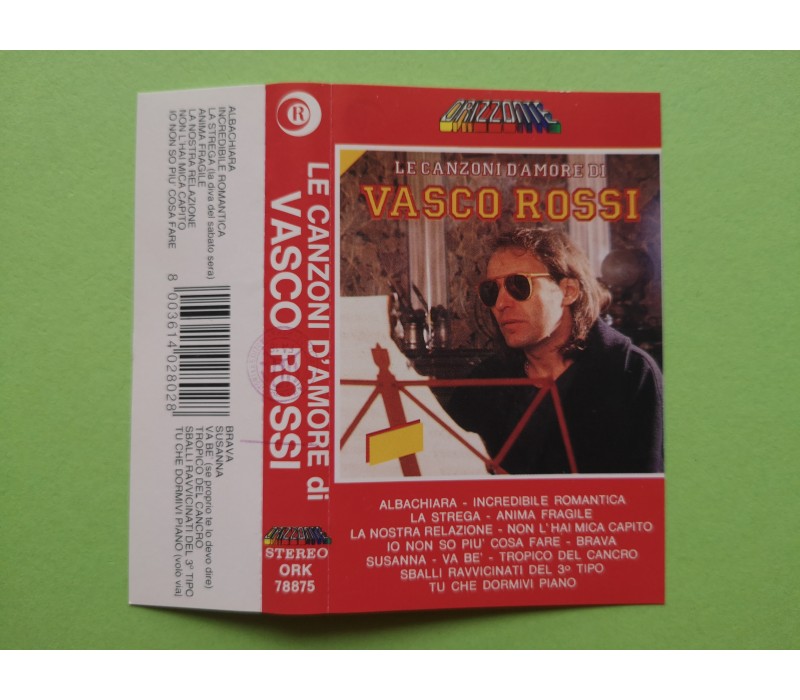 ORIZZONTE
LE CANZONI D'AMORE DI
VASCO ROSSI
ALBACHIARA - INCREDIBILE ROMANTICA
LA STREGA - ANIMA FRAGILE
LA NOSTRA RELAZIONE - NON L'HAI MICA CAPITO
IO NON SO PIU' COSA FARE - BRAVA
SUSANNA - VA BE' - TROPICO DEL CANCRO
SBALLI RAVVICINATI DEL 3º TIPO
TU CHE DORMIVI PIANO
R
LE CANZONI D'AMORE di
VASCO ROSSI
ORIZZONTE
STEREO
ORK
78875
ALBACHIARA
INCREDIBILE ROMANTICA
LA STREGA (la diva del sabato sera)
ANIMA FRAGILE
LA NOSTRA RELAZIONE
NON L'HAI MICA CAPITO
IO NON SO PIU' COSA FARE
8 003614 028028
BRAVA
SUSANNA
VA BE' (se proprio te lo devo dire)
TROPICO DEL CANCRO
SBALLI RAVVICINATI DEL 3º TIPO
TU CHE DORMIVI PIANO (volò via)